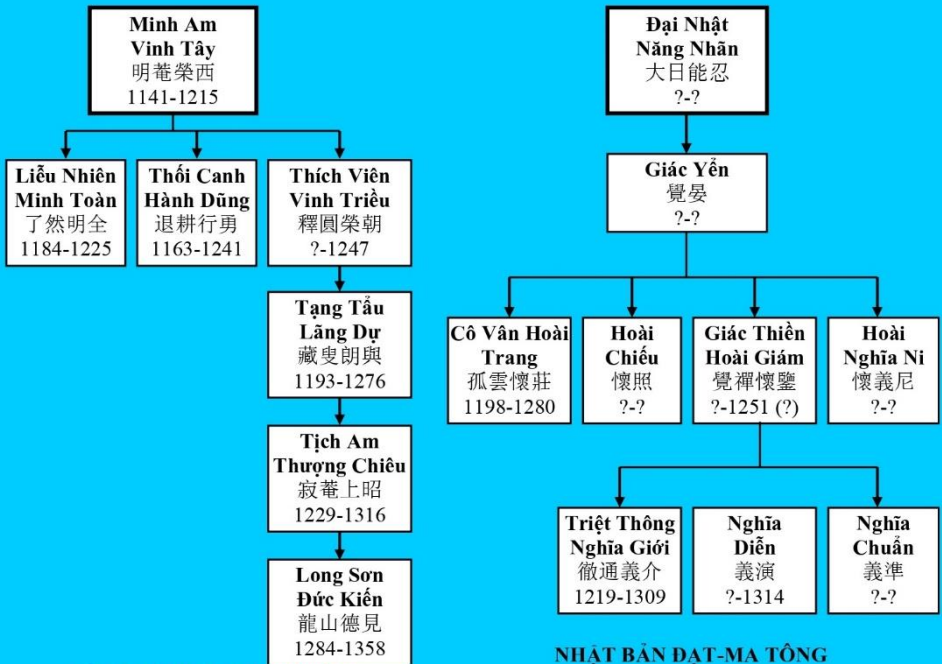 Minh Am
Vinh Tây
明菴榮西
1141-1215
Liễu Nhiên
Minh Toàn
了然明全
1184-1225
Thối Canh
Hành Dũng
退耕行勇
1163-1241
Thích Viên
Vinh Triều
釋圓榮朝
?-1247
Tạng Tẩu
Lãng Dự
藏叟朗與
1193-1276
Tịch Am
Thượng Chiêu
寂菴上昭
1229-1316
Long Sơn
Đức Kiến
龍山德見
1284-1358
Đại Nhật
Năng Nhãn
大日能忍
?-?
Giác Yển
覺晏
?-?
Cô Vân Hoài
Trang
孤雲懷莊
1198-1280
Hoài
Chiếu
懷照
?-?
Giác Thiền
Hoài Giám
覺禪懷鑒
?-1251 (?)
Hoài
Nghĩa Ni
懷義尼
?-?
Triệt Thông
Nghĩa Giới
徹通義介
1219-1309
Nghĩa
Diễn
義演
?-1314
Nghĩa
Chuẩn
義準
?-?
NHẬT BẢN ĐẠT-MA TÔNG